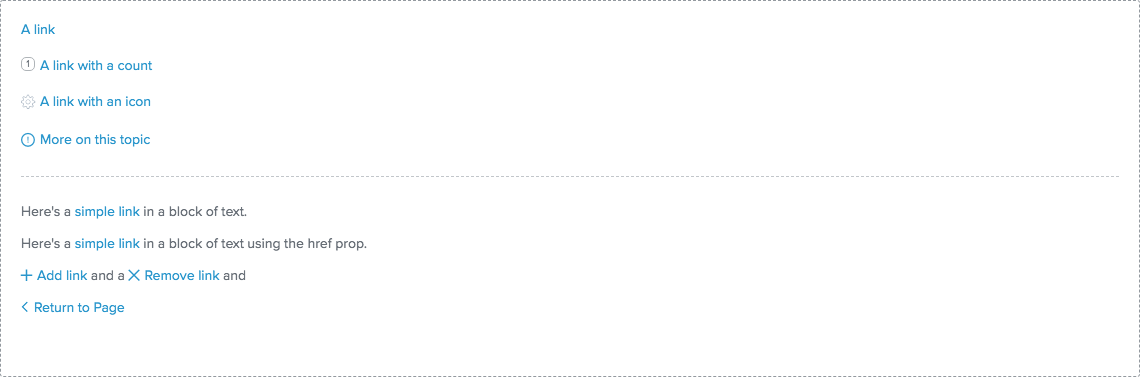 A link
1 A link with a count
A link with an icon
More on this topic
Here's a simple link in a block of text.
Here's a simple link in a block of text using the href prop.
Add link and a Remove link and
Return to Page